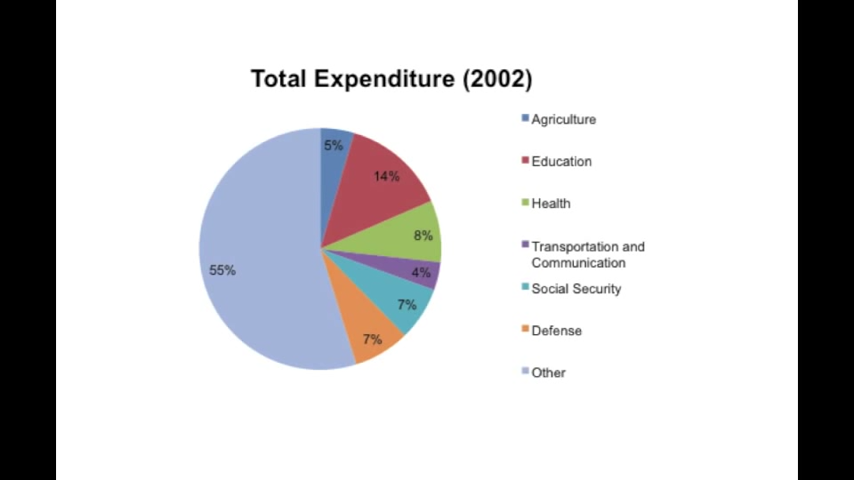 Total Expenditure (2002)
5%
14%
8%
4%
7%
7%
55%
Agriculture
Education
Health
Transportation and
Communication
Social Security
Defense
Other